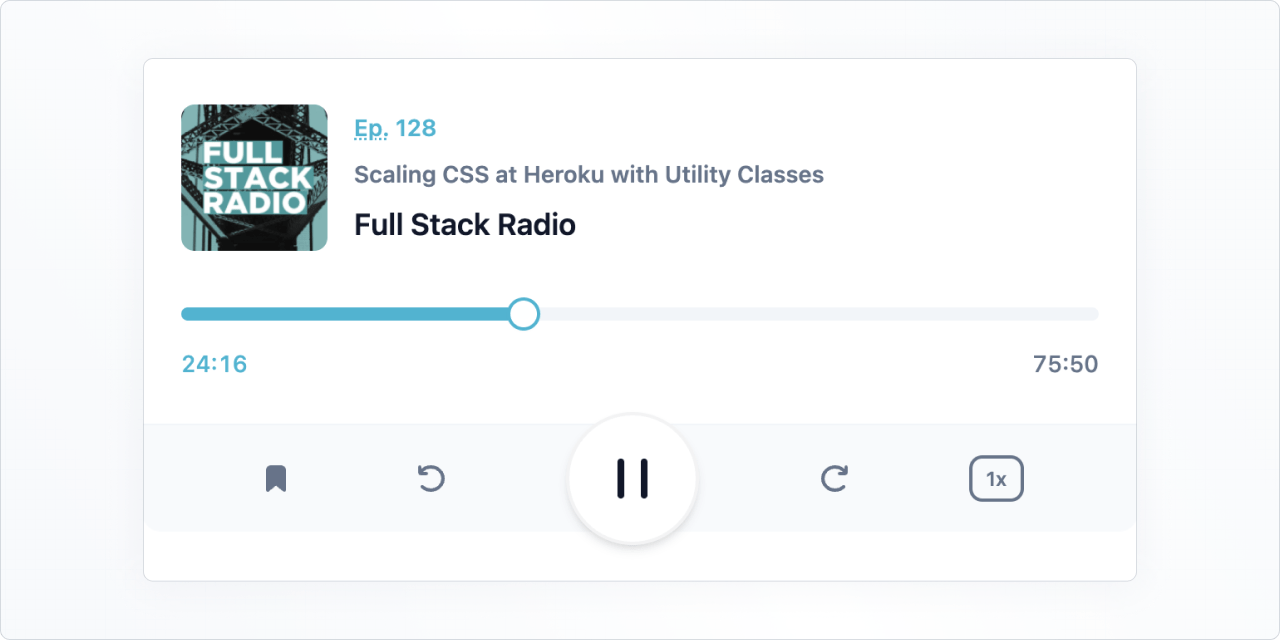 FULL
STACK
RADIO
Ep. 128
Scaling CSS at Heroku with Utility Classes
Full Stack Radio
24:16
75:50
1x